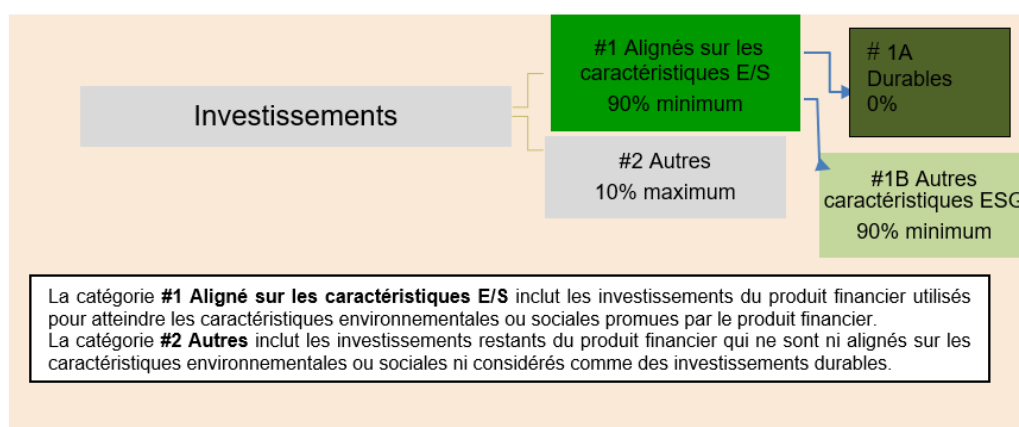 Investissements
#1 Alignés sur les
caractéristiques E/S
90% minimum
#2 Autres
10% maximum
# 1A
Durables
0%
#1B Autres
caractéristiques ESG
90% minimum
La catégorie #1 Aligné sur les caractéristiques E/S inclut les investissements du produit financier utilisés
pour atteindre les caractéristiques environnementales ou sociales promues par le produit financier.
La catégorie #2 Autres inclut les investissements restants du produit financier qui ne sont ni alignés sur les
caractéristiques environnementales ou sociales ni considérés comme des investissements durables.